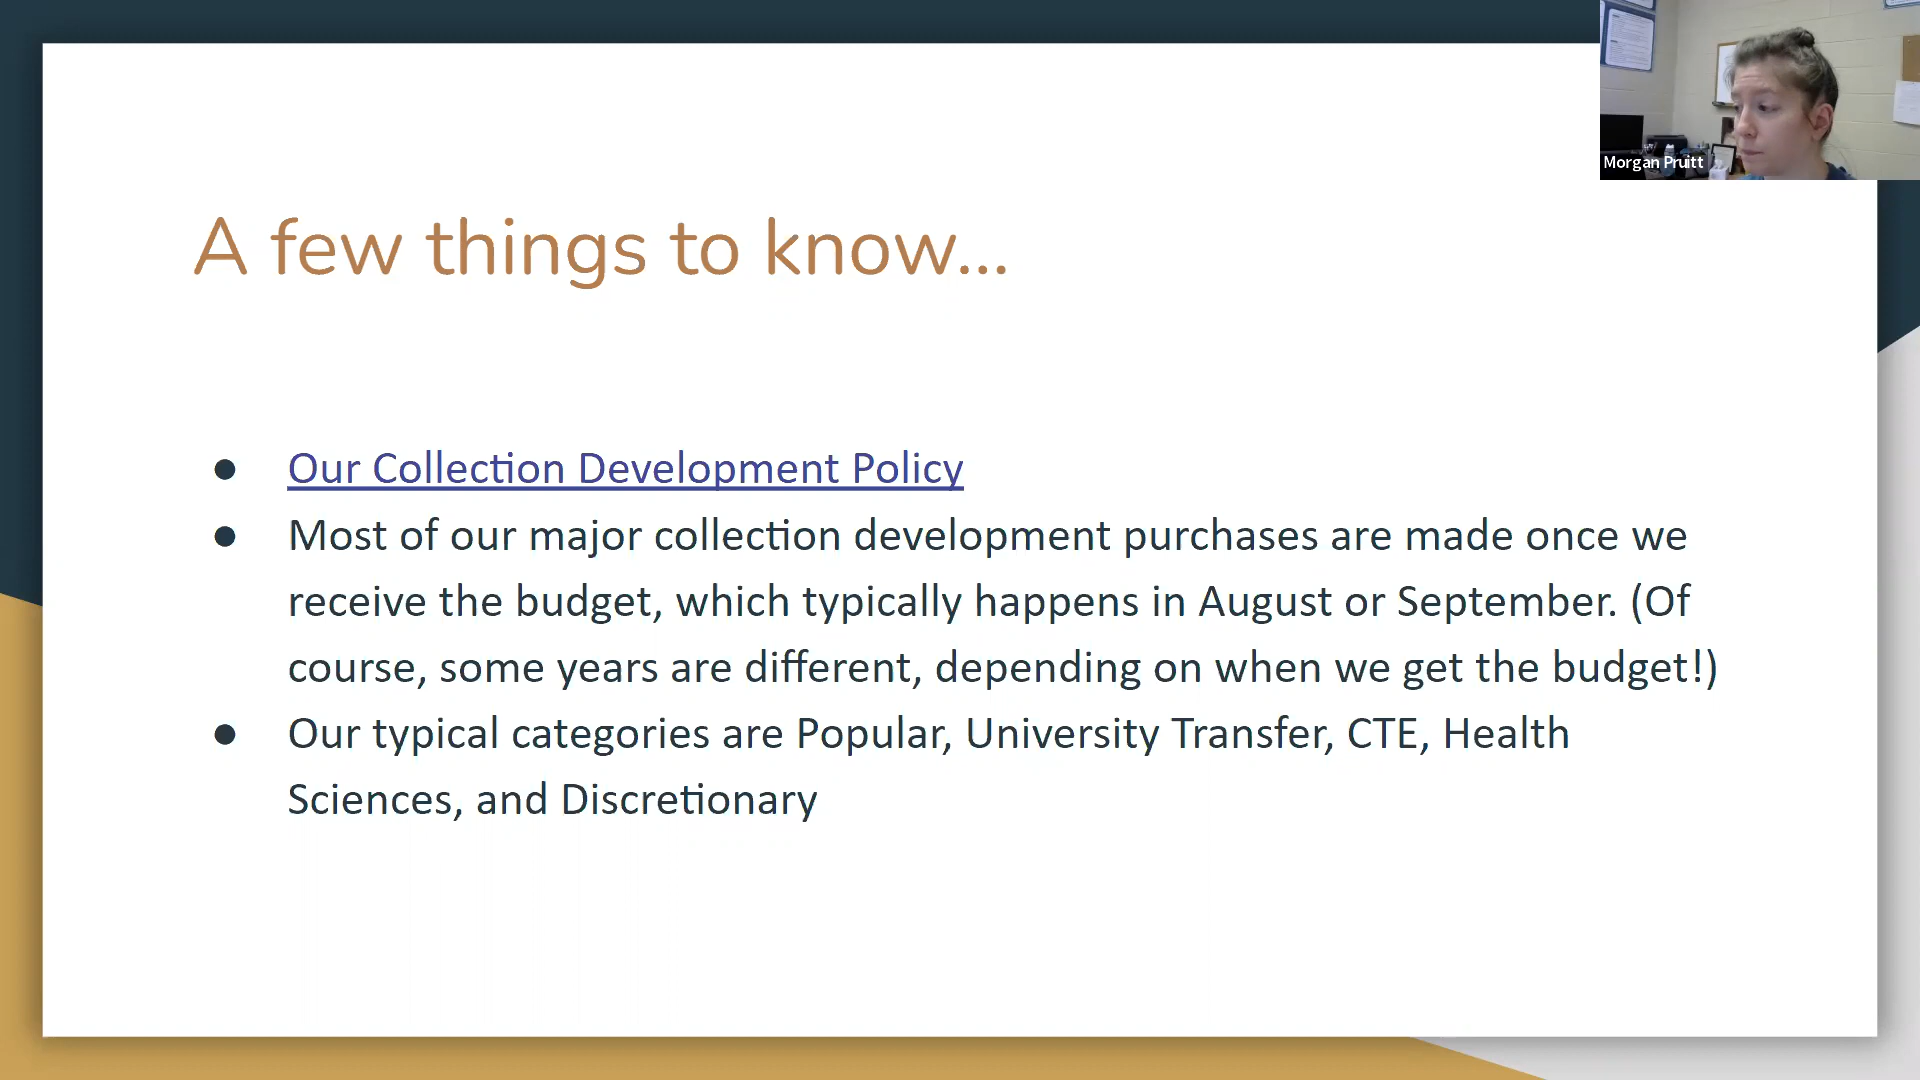 Morgan Pruitt
A few things to know...
● Our Collection Development Policy
● Most of our major collection development purchases are made once we
receive the budget, which typically happens in August or September. (Of
course, some years are different, depending on when we get the budget!)
● Our typical categories are Popular, University Transfer, CTE, Health
Sciences, and Discretionary